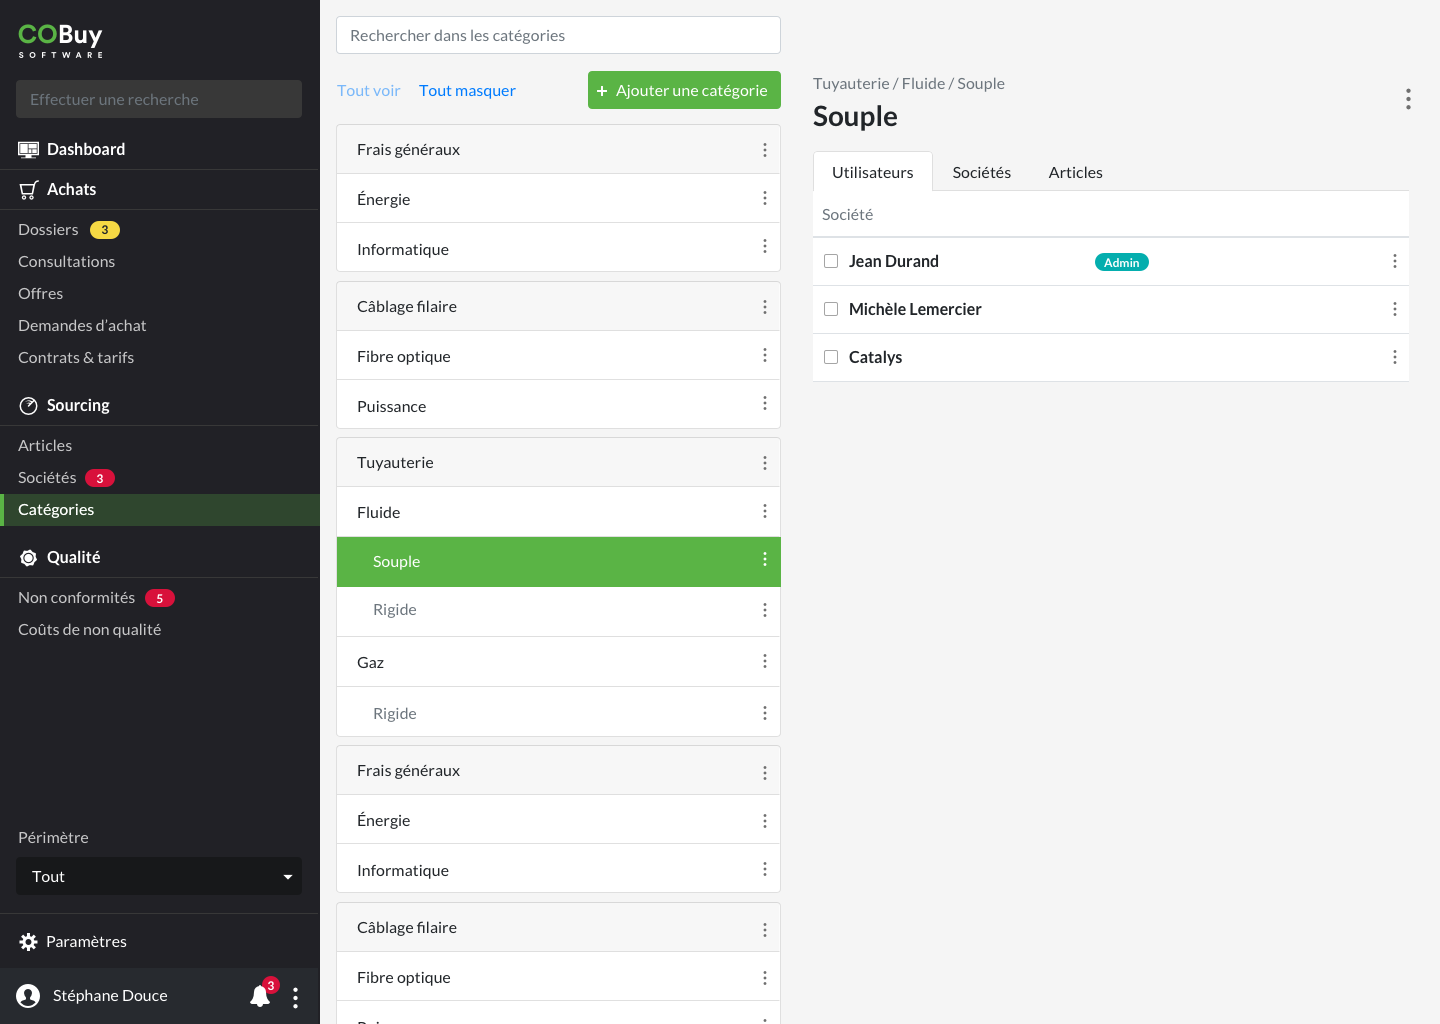 COBuy
SOFTWARE
Effectuer une recherche
Dashboard
Achats
Dossiers 3
Consultations
Offres
Demandes d’achat
Contrats & tarifs
Sourcing
Articles
Sociétés 3
Catégories
Qualité
Non conformités 5
Coûts de non qualité
Périmètre
Tout
Paramètres
Stéphane Douce 3
Rechercher dans les catégories
Tout voir Tout masquer + Ajouter une catégorie
Frais généraux
Énergie
Informatique
Câblage filaire
Fibre optique
Puissance
Tuyauterie
Fluide
Souple
Rigide
Gaz
Rigide
Frais généraux
Énergie
Informatique
Câblage filaire
Fibre optique
Tuyauterie / Fluide / Souple
Souple
Utilisateurs Sociétés Articles
Société
Jean Durand Admin
Michèle Lemercier
Catalys